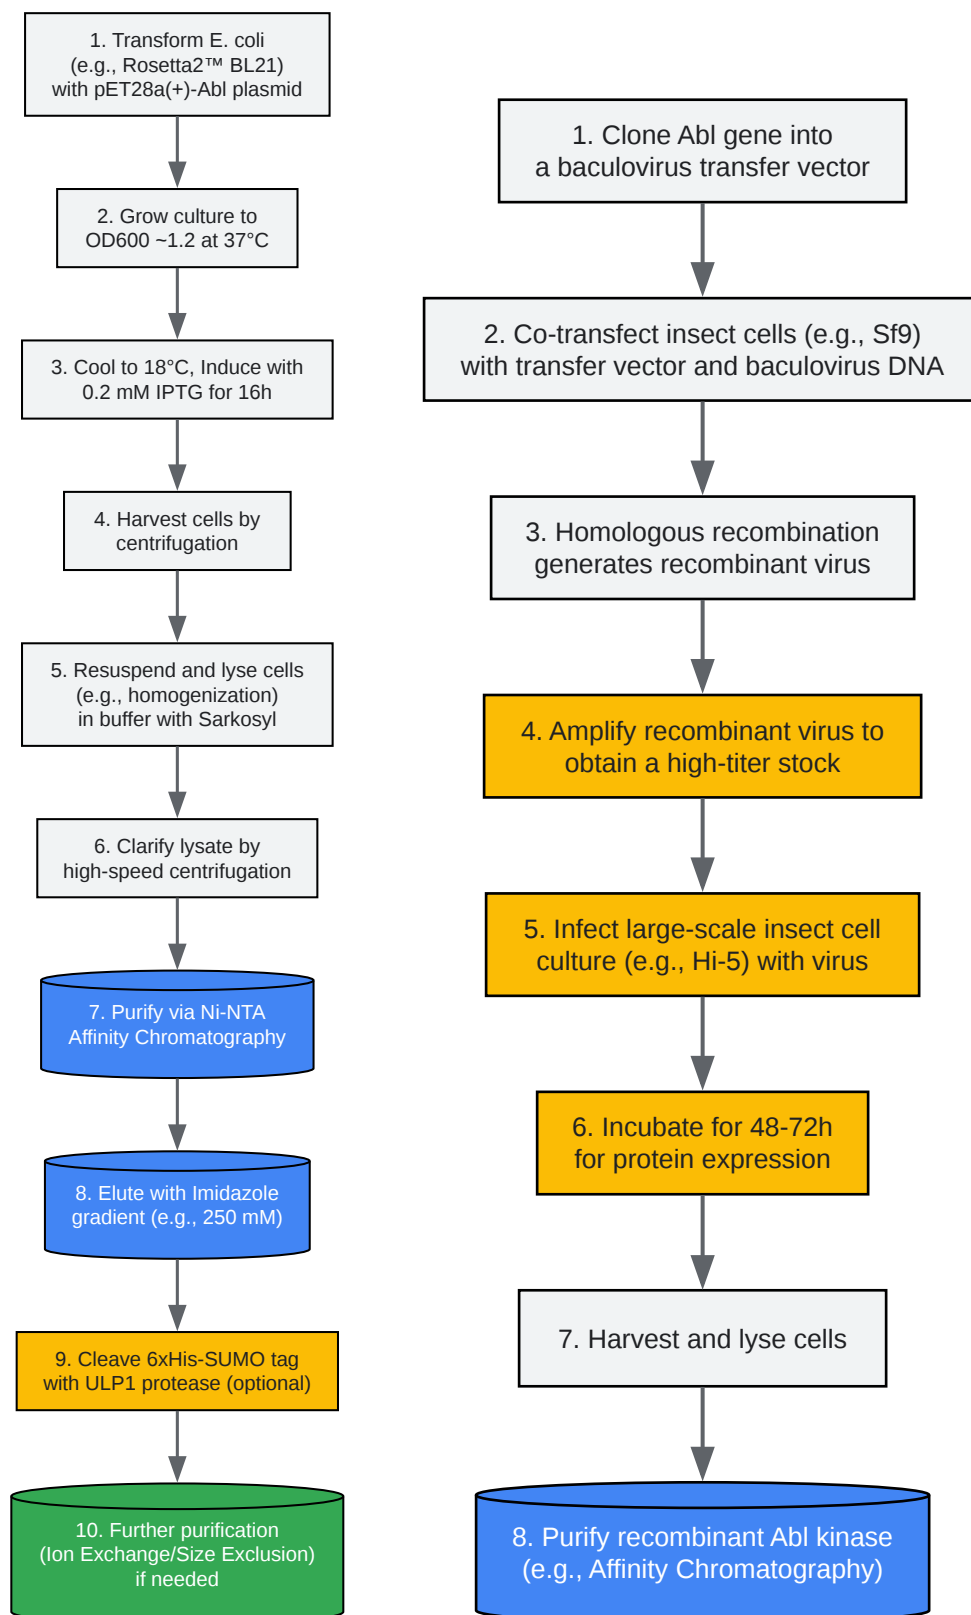 1. Transform E. coli
(e.g., Rosetta2™ BL21)
with pET28a(+)-Abl plasmid
2. Grow culture to
OD600 ~1.2 at 37°C
3. Cool to 18°C, Induce with
0.2 mM IPTG for 16h
4. Harvest cells by
centrifugation
5. Resuspend and lyse cells
(e.g., homogenization)
in buffer with Sarkosyl
6. Clarify lysate by
high-speed centrifugation
7. Purify via Ni-NTA
Affinity Chromatography
8. Elute with Imidazole
gradient (e.g., 250 mM)
9. Cleave 6xHis-SUMO tag
with ULP1 protease (optional)
10. Further purification
(Ion Exchange/Size Exclusion)
if needed
1. Clone Abl gene into
a baculovirus transfer vector
2. Co-transfect insect cells (e.g., Sf9)
with transfer vector and baculovirus DNA
3. Homologous recombination
generates recombinant virus
4. Amplify recombinant virus to
obtain a high-titer stock
5. Infect large-scale insect cell
culture (e.g., Hi-5) with virus
6. Incubate for 48-72h
for protein expression
7. Harvest and lyse cells
8. Purify recombinant Abl kinase
(e.g., Affinity Chromatography)